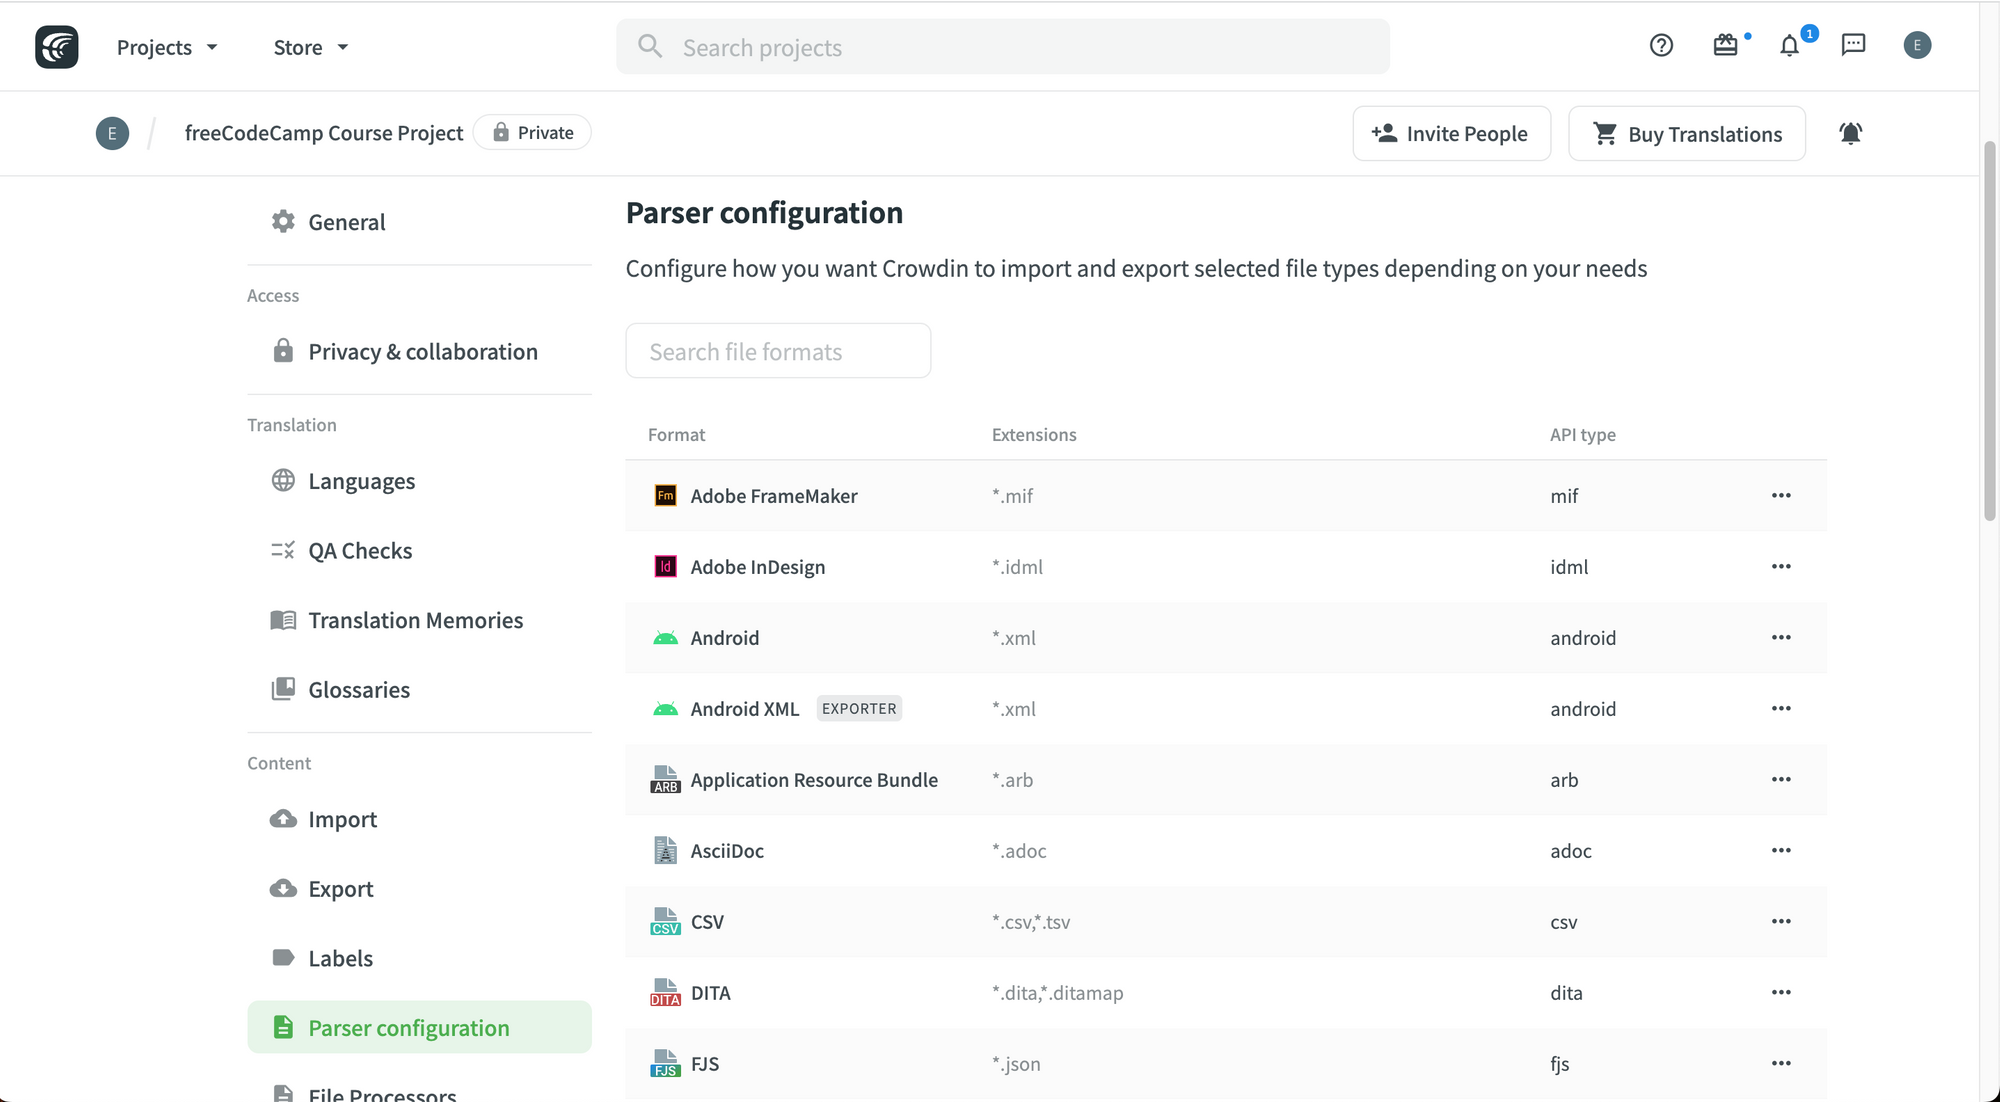 Projects Store Search projects 1 E
E / freeCodeCamp Course Project Private Invite People Buy Translations
General
Access
Privacy & collaboration
Translation
Languages
QA Checks
Translation Memories
Glossaries
Content
Import
Export
Labels
Parser configuration
File Processors
Parser configuration
Configure how you want Crowdin to import and export selected file types depending on your needs
Search file formats
Format Extensions API type
Fm Adobe FrameMaker *.mif mif
Id Adobe InDesign *.idml idml
Android *.xml android
Android XML EXPORTER *.xml android
ARB Application Resource Bundle *.arb arb
AsciiDoc *.adoc adoc
CSV CSV *.csv,*.tsv csv
DITA DITA *.dita,*.ditamap dita
FJS FJS *.json fjs